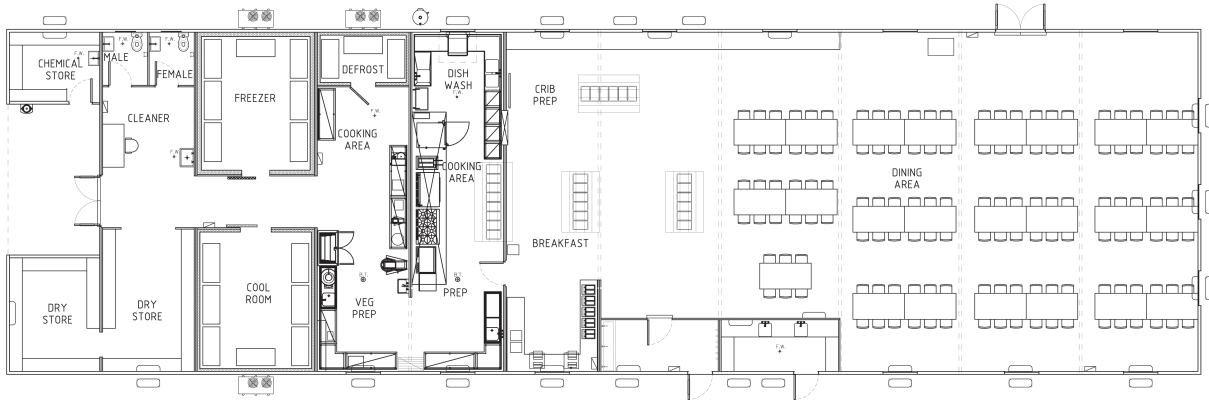 CHEMICAL
STORE
F.W.
F.W.
MALE
F.W.
FEMALE
CLEANER
F.W.
FREEZER
DEFROST
F.W.
COOKING
AREA
DISH
WASH
F.W.
COOKING
AREA
CRIB
PREP
BREAKFAST
DINING
AREA
DRY
STORE
DRY
STORE
COOL
ROOM
B.T.
VEG
PREP
B.T.
PREP
F.W.